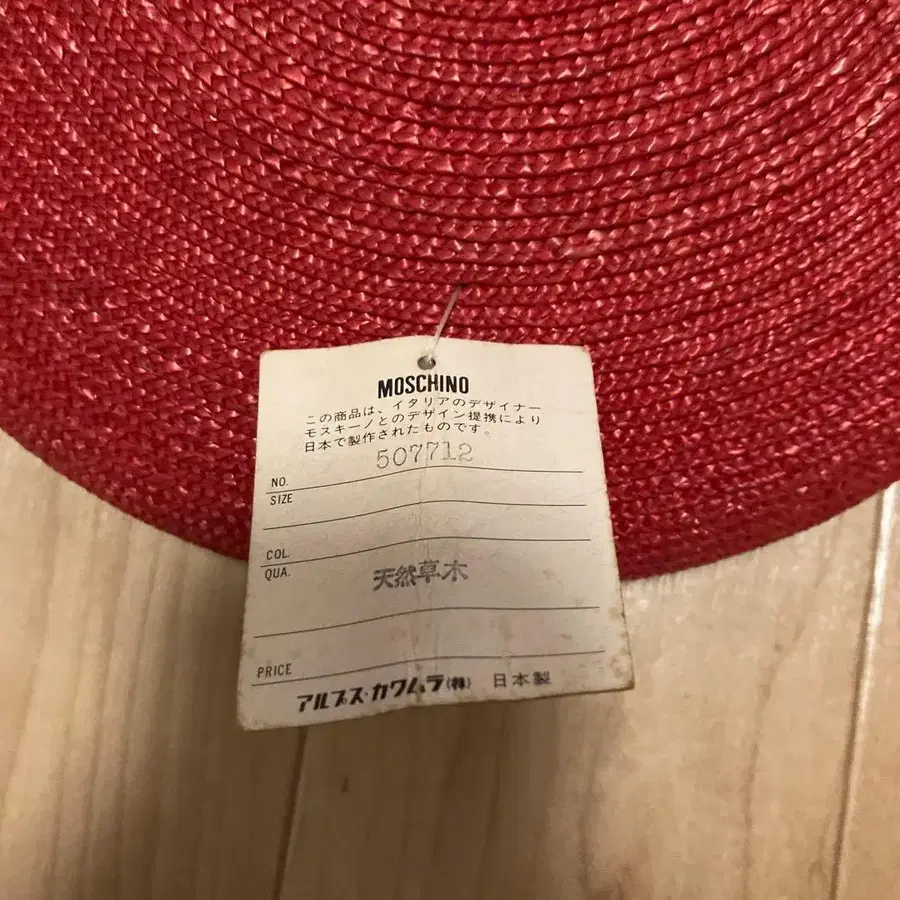 MOSCHINO
この商品は、イタリアのデザイナー
モスキーノとのデザイン提携により
日本で製作されたものです。
NO. 507712
SIZE
COL.
QUA. 天然草木
PRICE
アルプス・カワムラ(株) 日本製